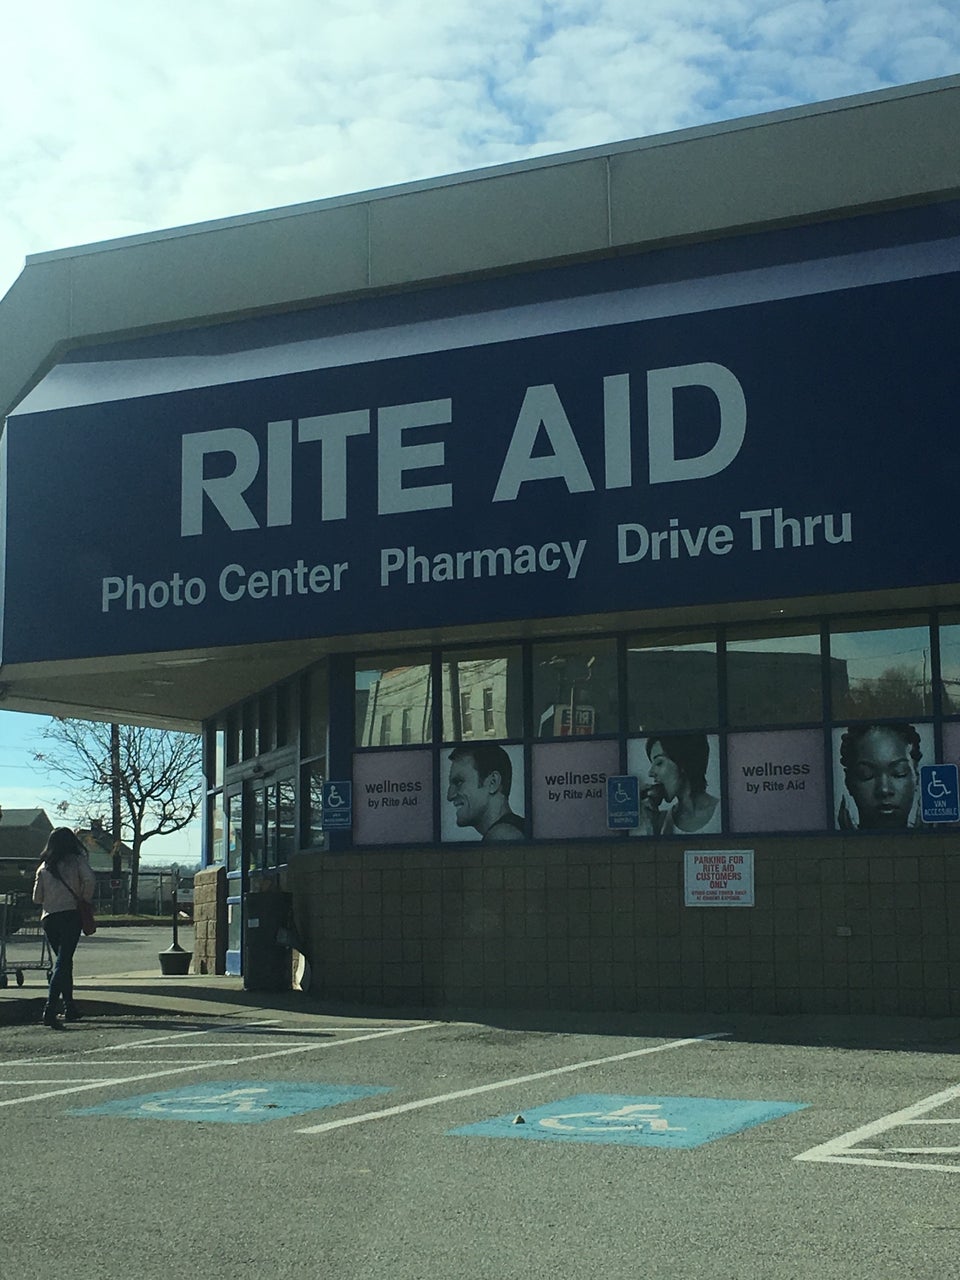 RITE AID
Photo Center Pharmacy Drive Thru
wellness
by Rite Aid
wellness
by Rite Aid
wellness
by Rite Aid
VAN
ACCESSIBLE
PARKING FOR
RITE AID
CUSTOMERS
ONLY